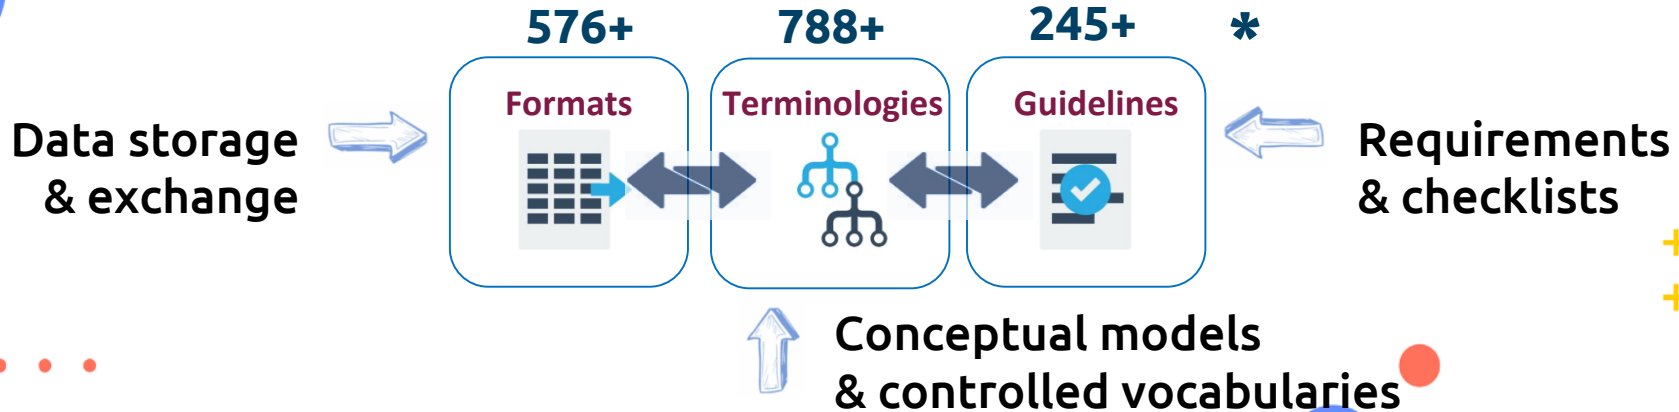 576+ 788+ 245+ *
Formats Terminologies Guidelines
Data storage
& exchange
Requirements
& checklists
Conceptual models
& controlled vocabularies